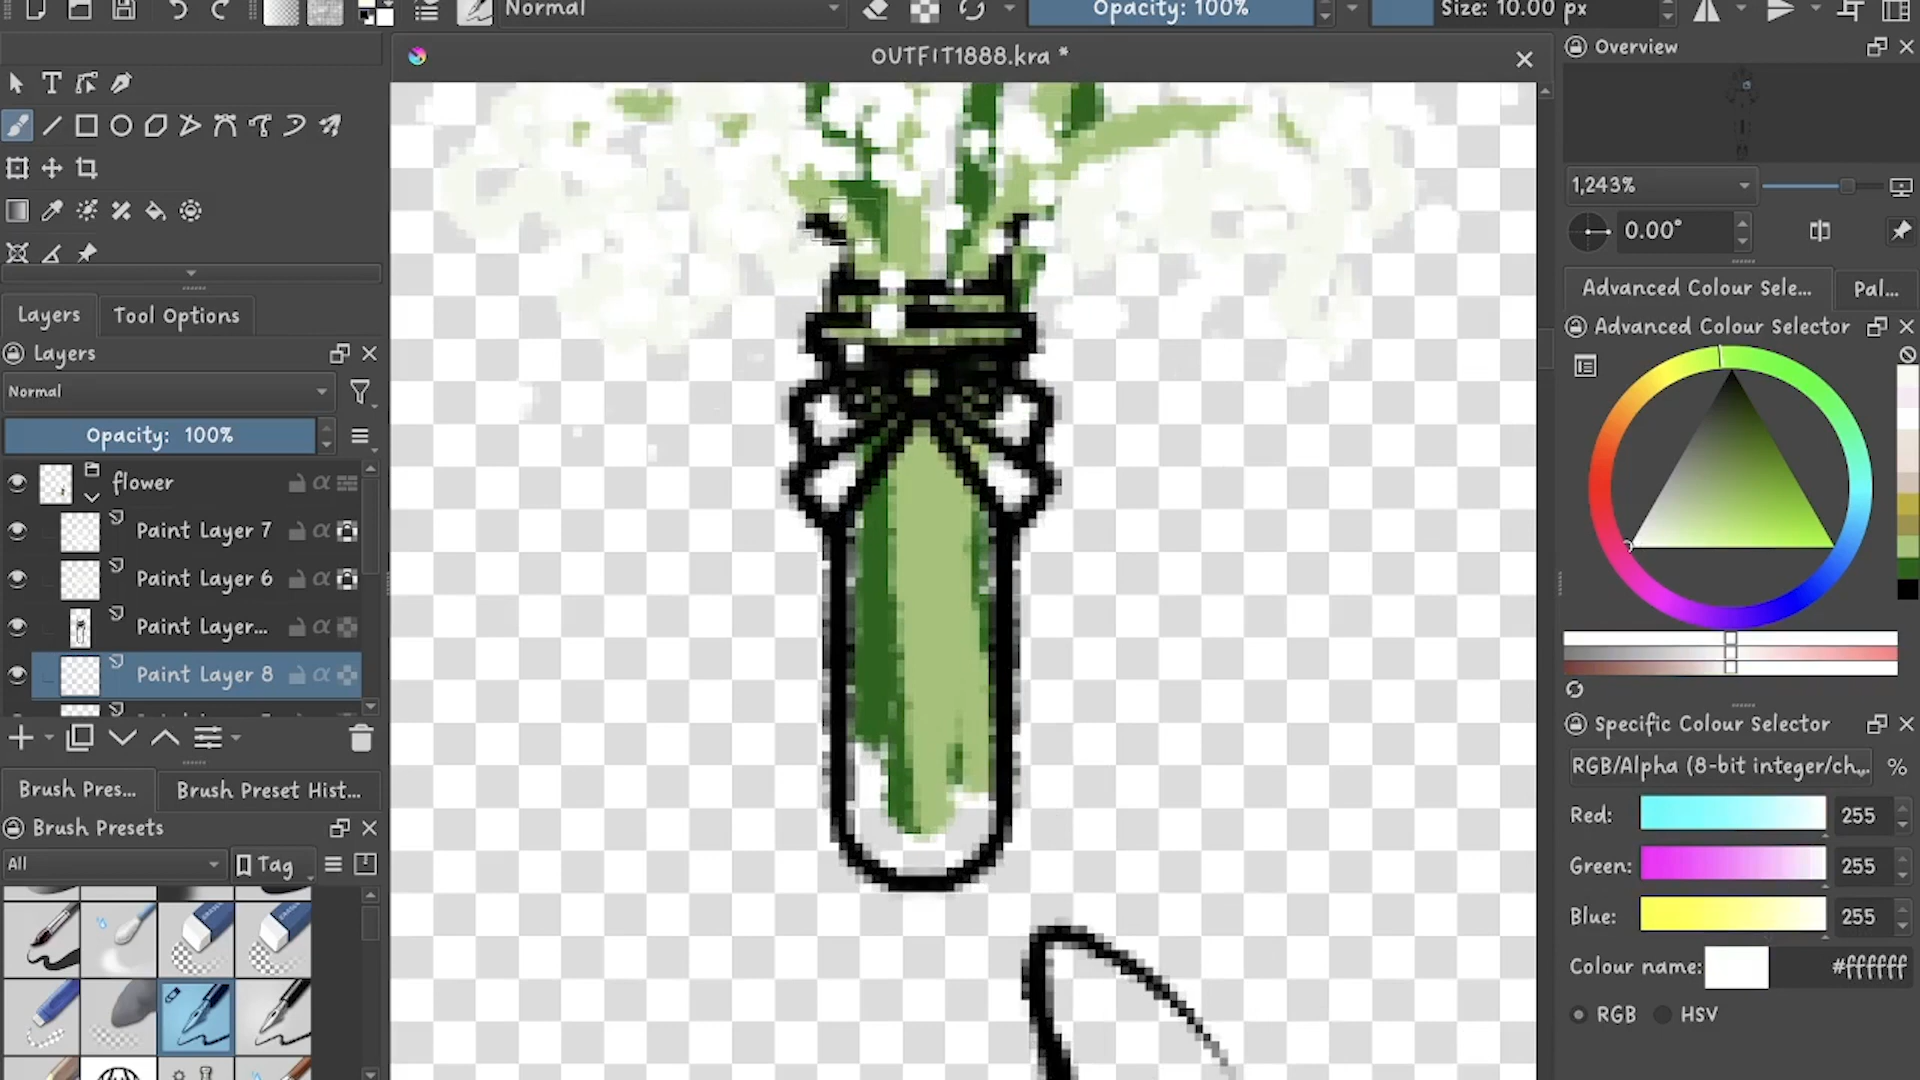 Normal
Opacity: 100%
Size: 10.00 px
OUTFIT1888.kra *
Overview
1,243%
0.00°
Layers
Tool Options
Layers
Normal
Opacity: 100%
flower
Paint Layer 7
Paint Layer 6
Paint Layer...
Paint Layer 8
Brush Pres...
Brush Preset Hist...
Brush Presets
All
Tag
Advanced Colour Sele...
Pal...
Advanced Colour Selector
Specific Colour Selector
RGB/Alpha (8-bit integer/ch...
%
Red:
255
Green:
255
Blue:
255
Colour name:
#ffffff
RGB
HSV